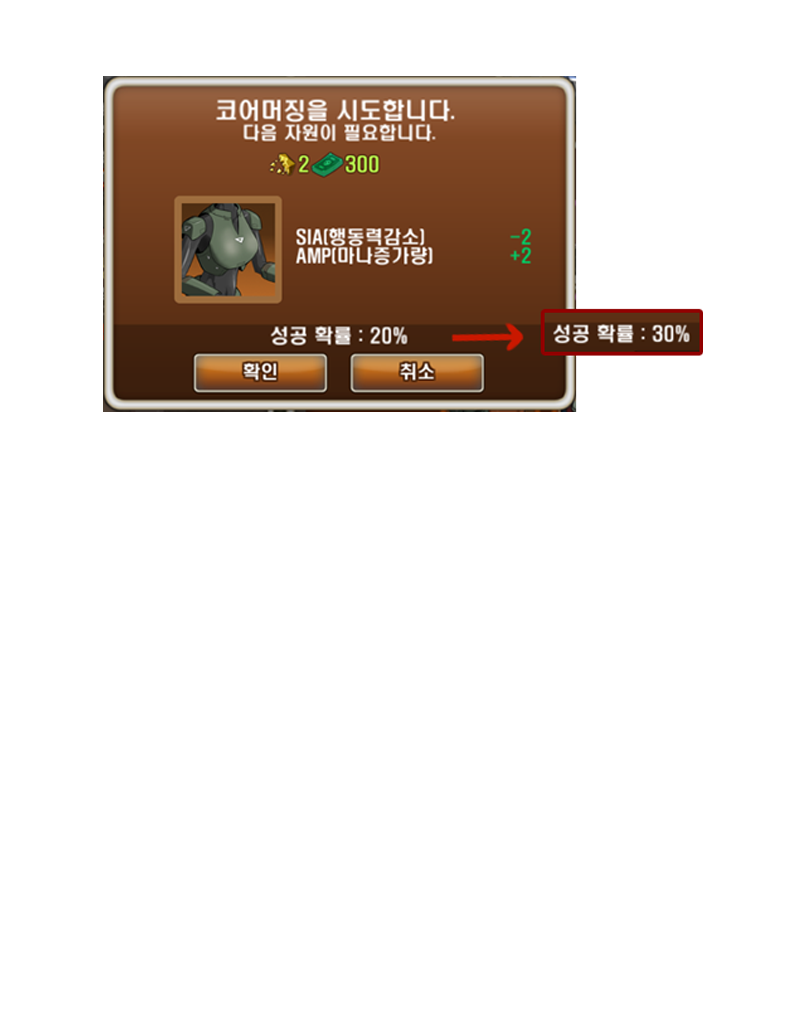 코어머징을 시도합니다.
다음 자원이 필요합니다.
2 300
SIA(행동력감소) -2
AMP(마나증가량) +2
성공 확률 : 20% → 성공 확률 : 30%
확인 취소